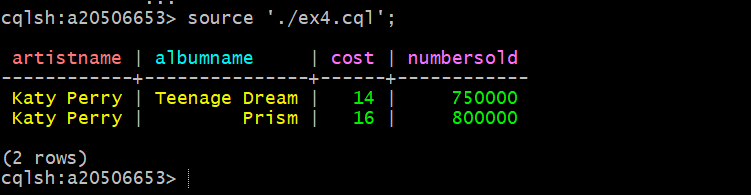 ...
cqlsh:a20506653> source './ex4.cql';
artistname | albumname | cost | numbersold
------------+---------------+------+------------
Katy Perry | Teenage Dream | 14 | 750000
Katy Perry | Prism | 16 | 800000
(2 rows)
cqlsh:a20506653>